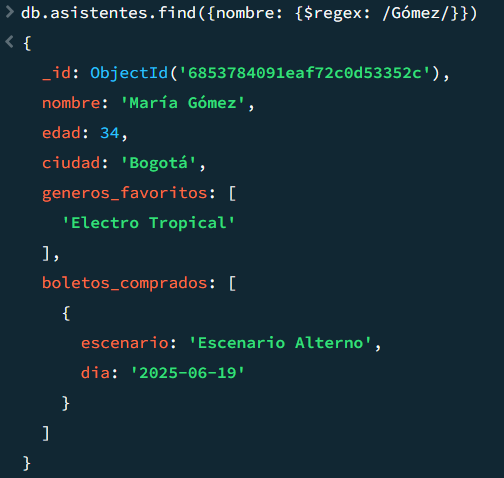 > db.asistentes.find({nombre: {$regex: /Gómez/}})
< {
_id: ObjectId('6853784091eaf72c0d53352c'),
nombre: 'María Gómez',
edad: 34,
ciudad: 'Bogotá',
generos_favoritos: [
'Electro Tropical'
],
boletos_comprados: [
{
escenario: 'Escenario Alterno',
dia: '2025-06-19'
}
]
}